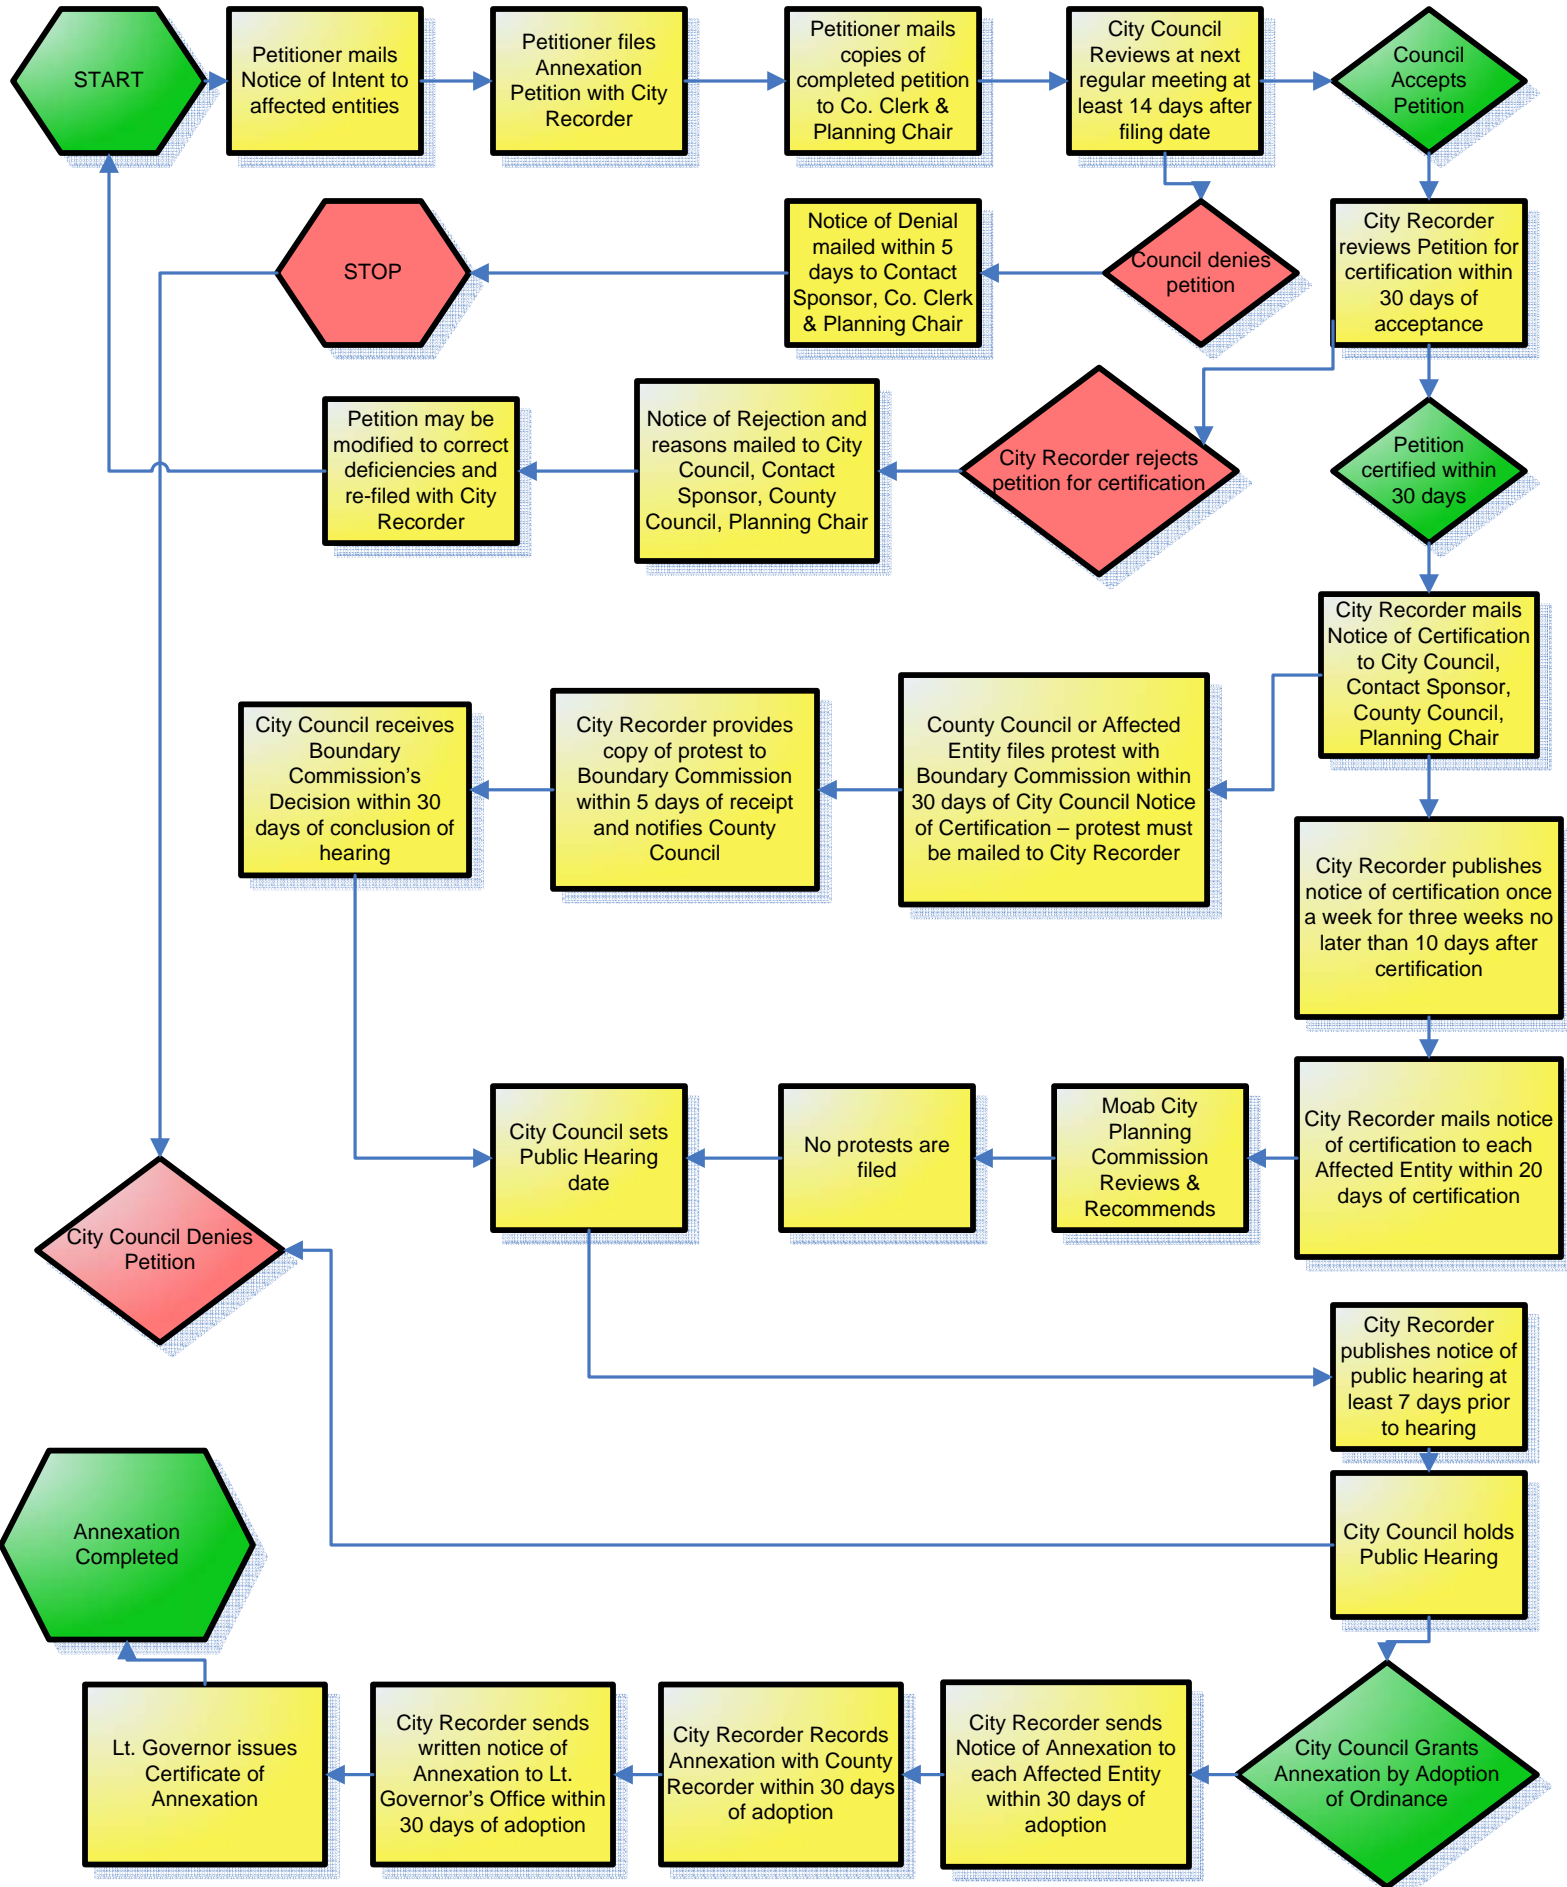 START
Petitioner mails
Notice of Intent to
affected entities
Petitioner files
Annexation
Petition with City
Recorder
Petitioner mails
copies of
completed petition
to Co. Clerk &
Planning Chair
City Council
Reviews at next
regular meeting at
least 14 days after
filing date
Council
Accepts
Petition
STOP
Notice of Denial
mailed within 5
days to Contact
Sponsor, Co. Clerk
& Planning Chair
Council denies
petition
City Recorder
reviews Petition for
certification within
30 days of
acceptance
Petition may be
modified to correct
deficiencies and
re-filed with City
Recorder
Notice of Rejection and
reasons mailed to City
Council, Contact
Sponsor, County
Council, Planning Chair
City Recorder rejects
petition for certification
Petition
certified within
30 days
City Recorder mails
Notice of Certification
to City Council,
Contact Sponsor,
County Council,
Planning Chair
City Council receives
Boundary
Commission's
Decision within 30
days of conclusion of
hearing
City Recorder provides
copy of protest to
Boundary Commission
within 5 days of receipt
and notifies County
Council
County Council or Affected
Entity files protest with
Boundary Commission within
30 days of City Council Notice
of Certification – protest must
be mailed to City Recorder
City Recorder publishes
notice of certification once
a week for three weeks no
later than 10 days after
certification
City Council sets
Public Hearing
date
No protests are
filed
Moab City
Planning
Commission
Reviews &
Recommends
City Recorder mails notice
of certification to each
Affected Entity within 20
days of certification
City Council Denies
Petition
City Recorder
publishes notice of
public hearing at
least 7 days prior
to hearing
Annexation
Completed
City Council holds
Public Hearing
Lt. Governor issues
Certificate of
Annexation
City Recorder sends
written notice of
Annexation to Lt.
Governor's Office within
30 days of adoption
City Recorder Records
Annexation with County
Recorder within 30 days
of adoption
City Recorder sends
Notice of Annexation to
each Affected Entity
within 30 days of
adoption
City Council Grants
Annexation by Adoption
of Ordinance